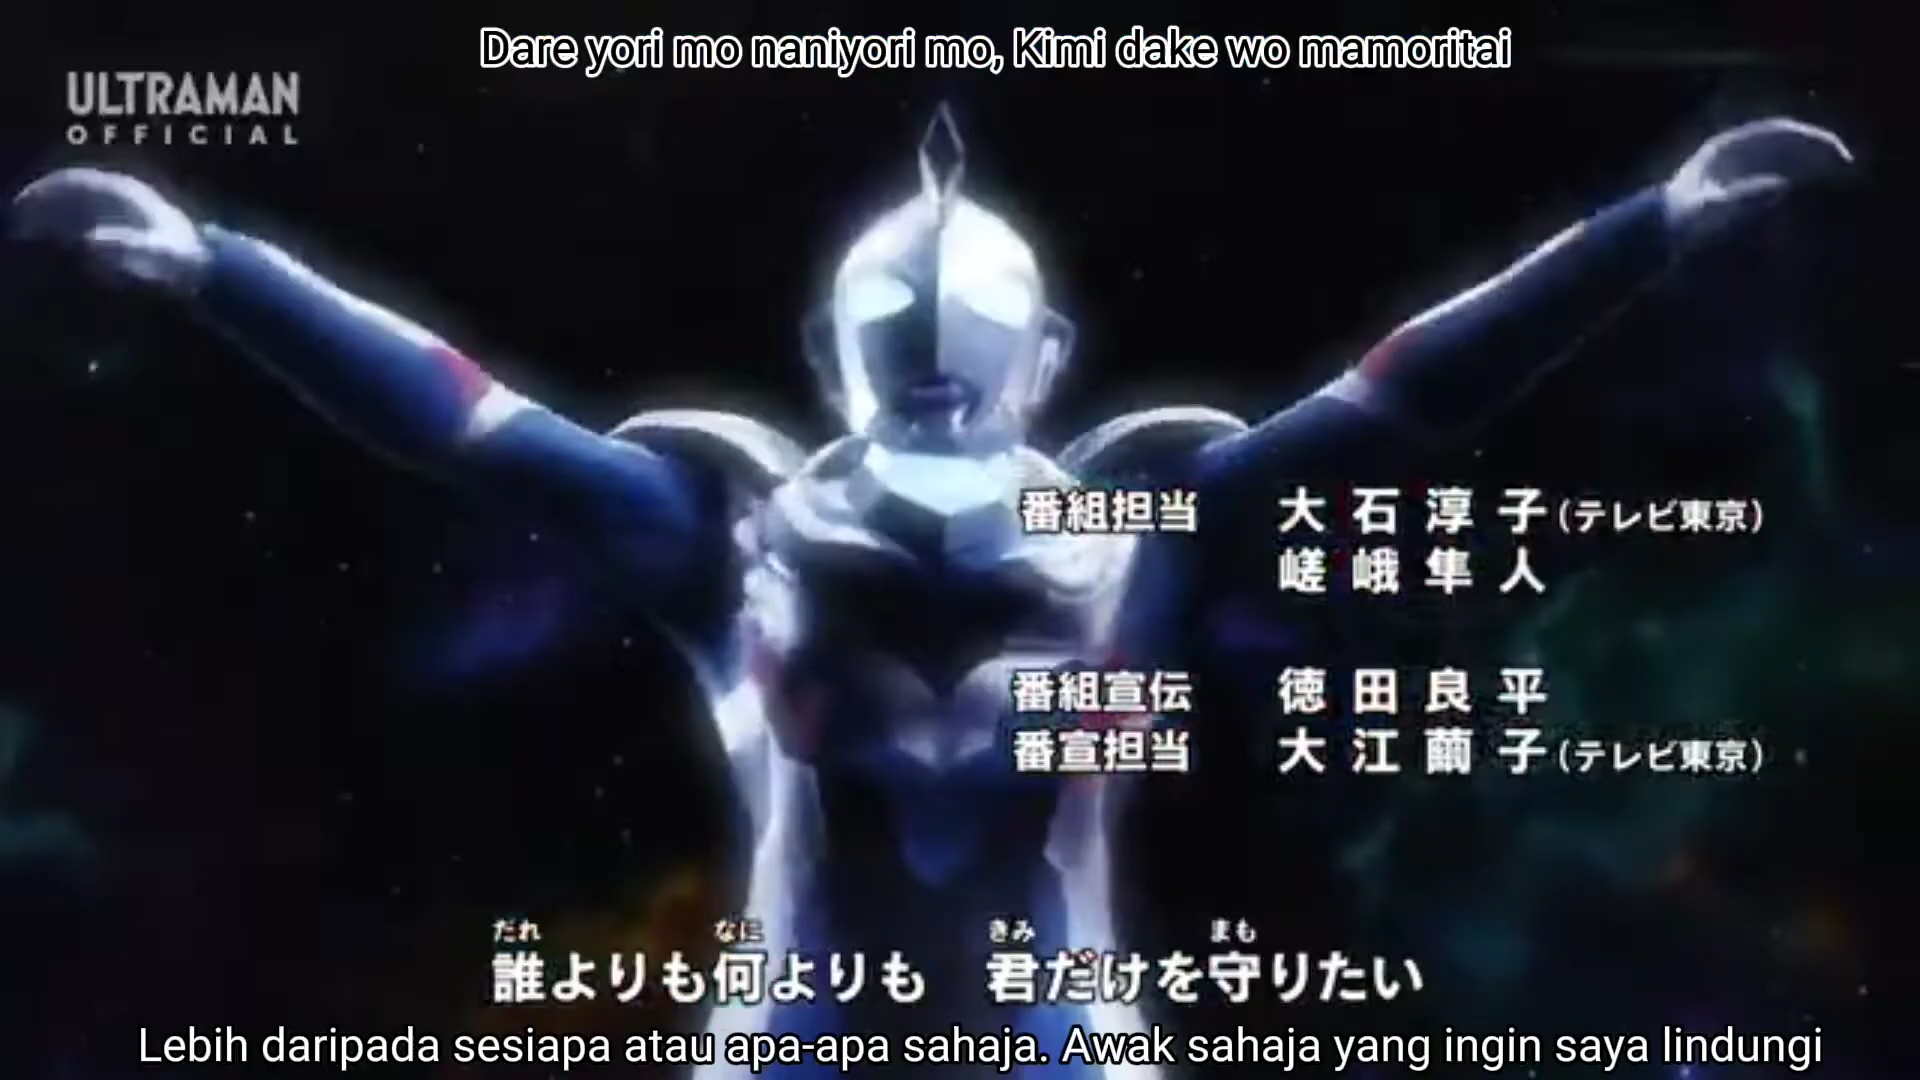 Dare yori mo naniyori mo, Kimi dake wo mamoritai
ULTRAMAN
OFFICIAL
番組担当 大石淳子(テレビ東京)
嵯峨隼人
番組宣伝 徳田良平
番宣担当 大江繭子(テレビ東京)
だれ なに きみ まも
誰よりも何よりも 君だけを守りたい
Lebih daripada sesiapa atau apa-apa sahaja. Awak sahaja yang ingin saya lindungi